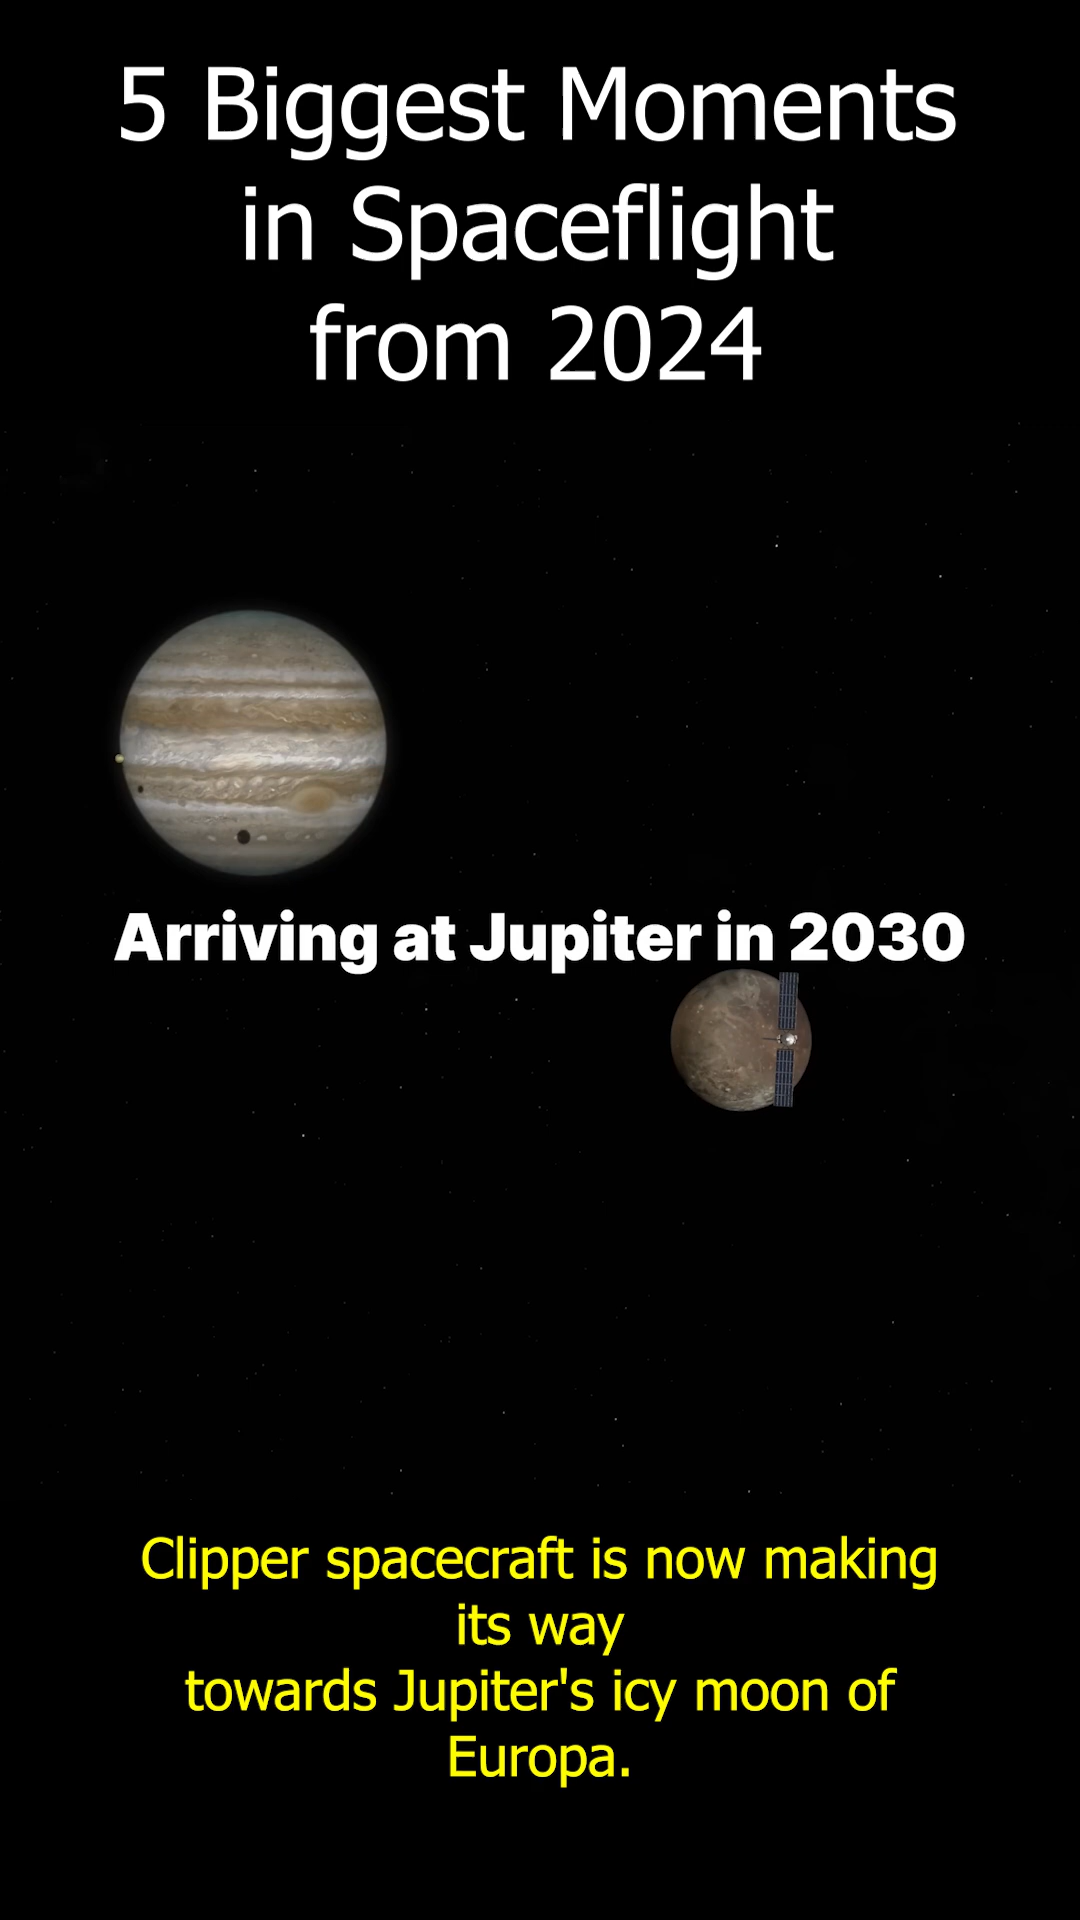 5 Biggest Moments
in Spaceflight
from 2024
Arriving at Jupiter in 2030
Clipper spacecraft is now making
its way
towards Jupiter's icy moon of
Europa.